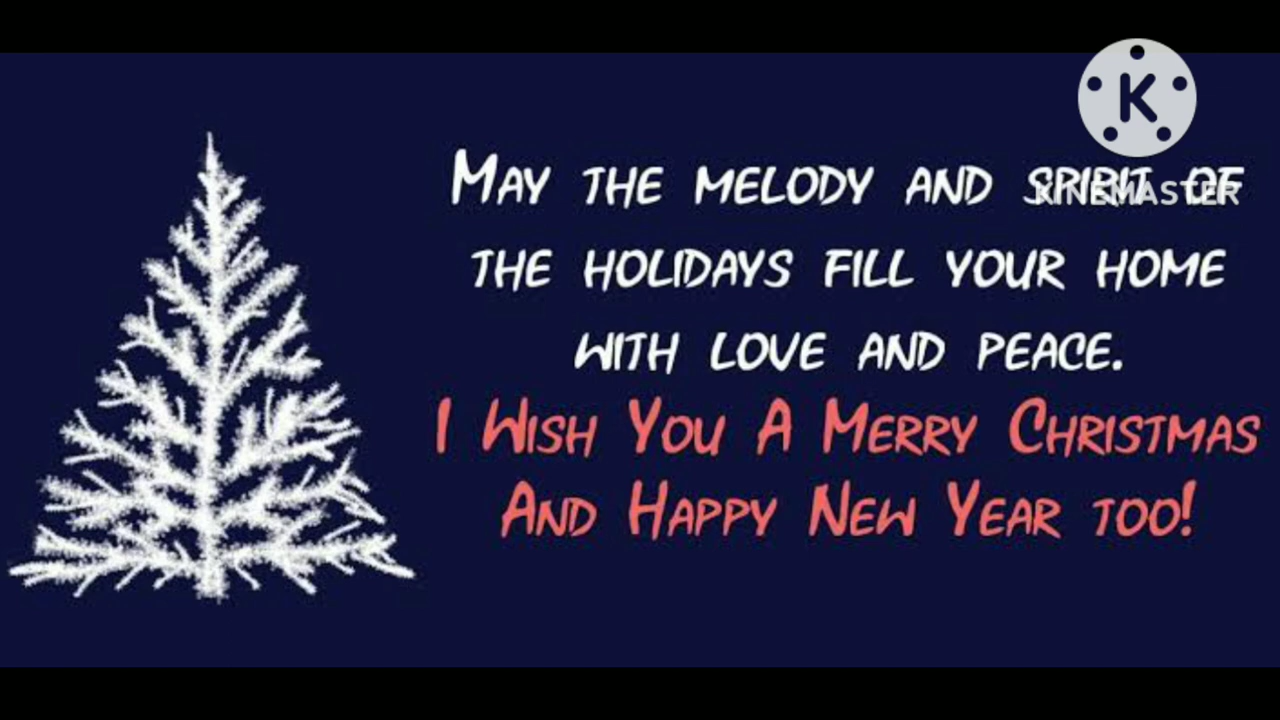 K
KINEMASTER
May the melody and spirit of
the holidays fill your home
with love and peace.
I Wish You A Merry Christmas
And Happy New Year too!